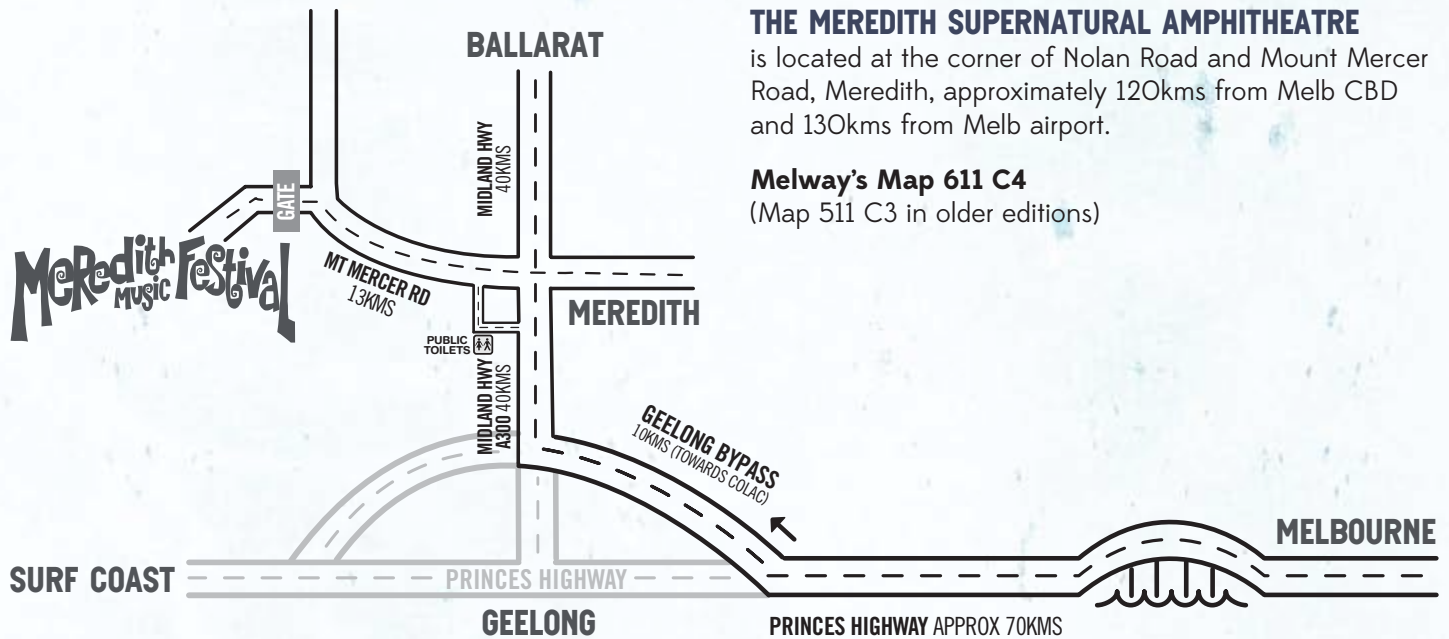 THE MEREDITH SUPERNATURAL AMPHITHEATRE
is located at the corner of Nolan Road and Mount Mercer
Road, Meredith, approximately 120kms from Melb CBD
and 130kms from Melb airport.
Melway's Map 611 C4
(Map 511 C3 in older editions)
BALLARAT
MIDLAND HWY
40KMS
GATE
MeReditH MUSiC FeStival
MT MERCER RD
13KMS
MEREDITH
PUBLIC
TOILETS
MIDLAND HWY
A300 40KMS
GEELONG BYPASS
10KMS (TOWARDS COLAC)
MELBOURNE
SURF COAST
PRINCES HIGHWAY
GEELONG
PRINCES HIGHWAY APPROX 70KMS